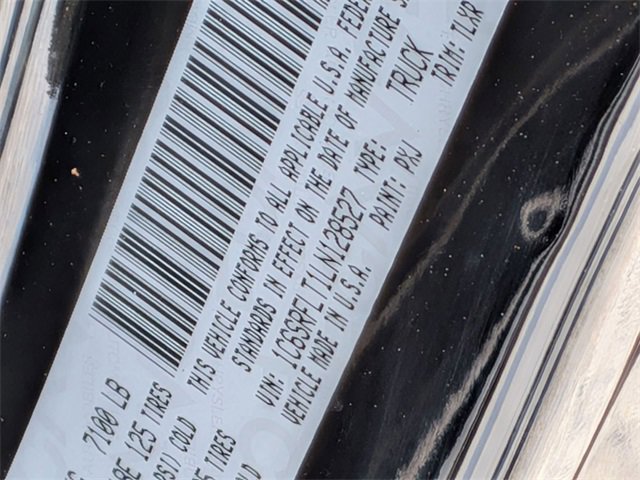 7100 LB
125 TIRES
COLD
TIRES
THIS VEHICLE CONFORMS TO ALL APPLICABLE U.S.A. FEDER
STANDARDS IN EFFECT ON THE DATE OF MANUFACTURE
VIN: 1C6SRFLT1LN128527 TYPE: TRUCK
VEHICLE MADE IN U.S.A. PAINT: PXJ TRIM: TLXR